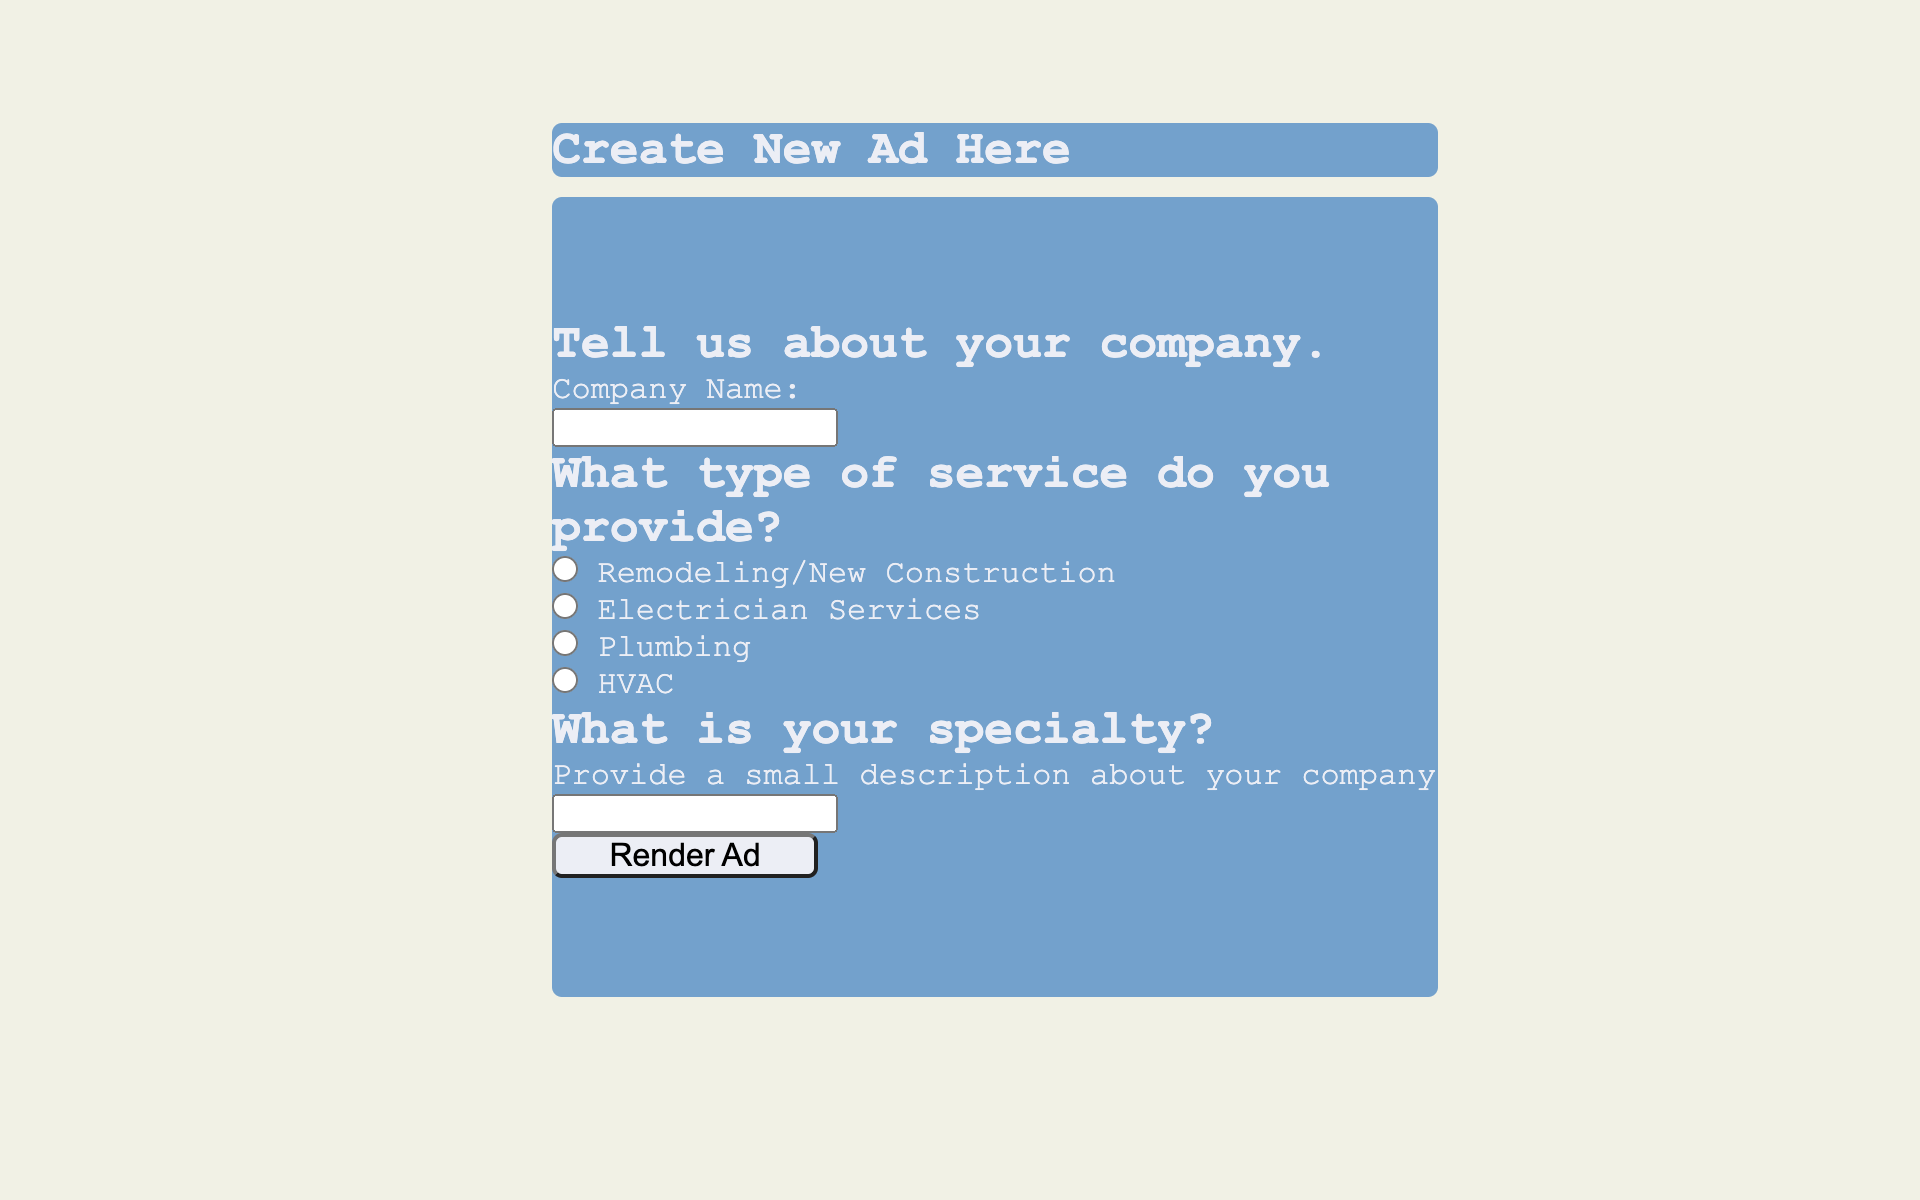 Create New Ad Here
Tell us about your company.
Company Name:
What type of service do you
provide?
Remodeling/New Construction
Electrician Services
Plumbing
HVAC
What is your specialty?
Provide a small description about your company
Render Ad